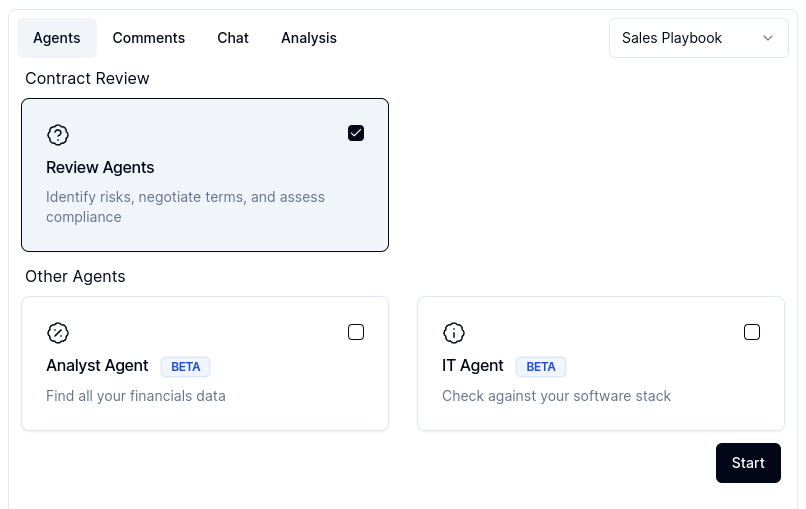 Agents
Comments
Chat
Analysis
Sales Playbook
Contract Review
Review Agents
Identify risks, negotiate terms, and assess
compliance
Other Agents
Analyst Agent BETA
Find all your financials data
IT Agent BETA
Check against your software stack
Start